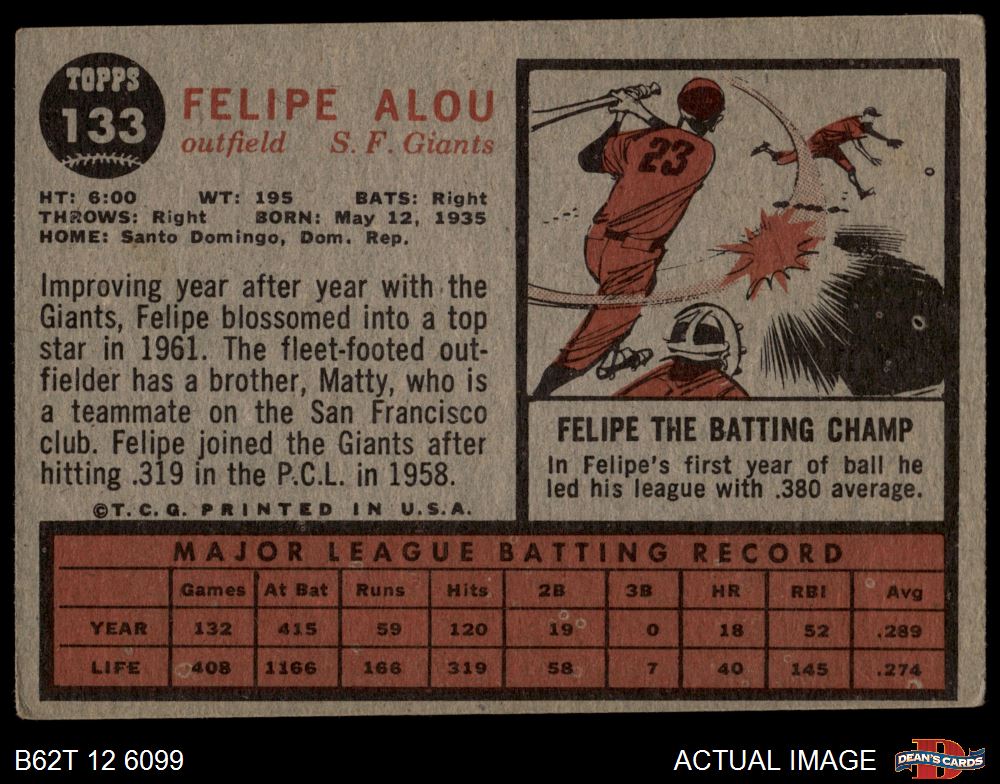 TOPPS
133
FELIPE ALOU
outfield S. F. Giants
HT: 6:00 WT: 195 BATS: Right
THROWS: Right BORN: May 12, 1935
HOME: Santo Domingo, Dom. Rep.
Improving year after year with the
Giants, Felipe blossomed into a top
star in 1961. The fleet-footed out-
fielder has a brother, Matty, who is
a teammate on the San Francisco
club. Felipe joined the Giants after
hitting .319 in the P.C.L. in 1958.
©T. C. G. PRINTED IN U.S.A.
23
FELIPE THE BATTING CHAMP
In Felipe's first year of ball he
led his league with .380 average.
MAJOR LEAGUE BATTING RECORD
Games At Bat Runs Hits 2B 3B HR RBI Avg
YEAR 132 415 59 120 19 0 18 52 .289
LIFE 408 1166 166 319 58 7 40 145 .274
B62T 12 6099
ACTUAL IMAGE
DEAN'S CARDS